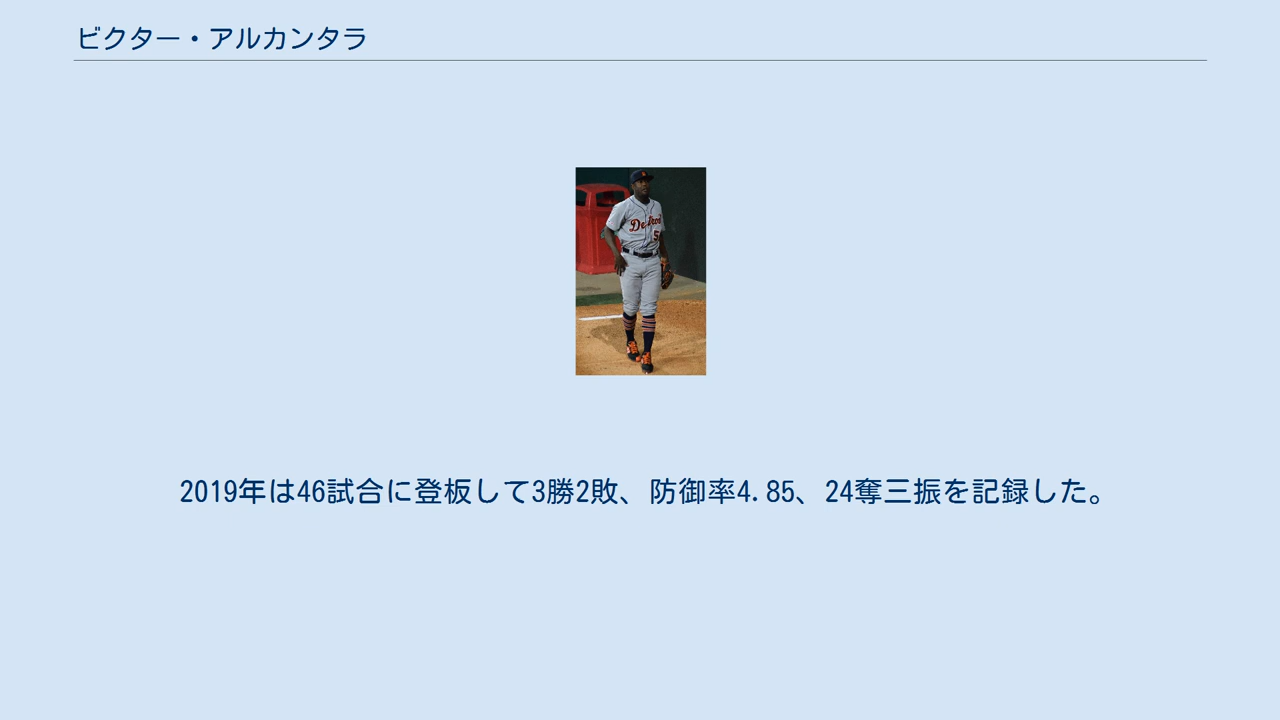 ビクター・アルカンタラ
Detroit
5
2019年は46試合に登板して3勝2敗、防御率4.85、24奪三振を記録した。